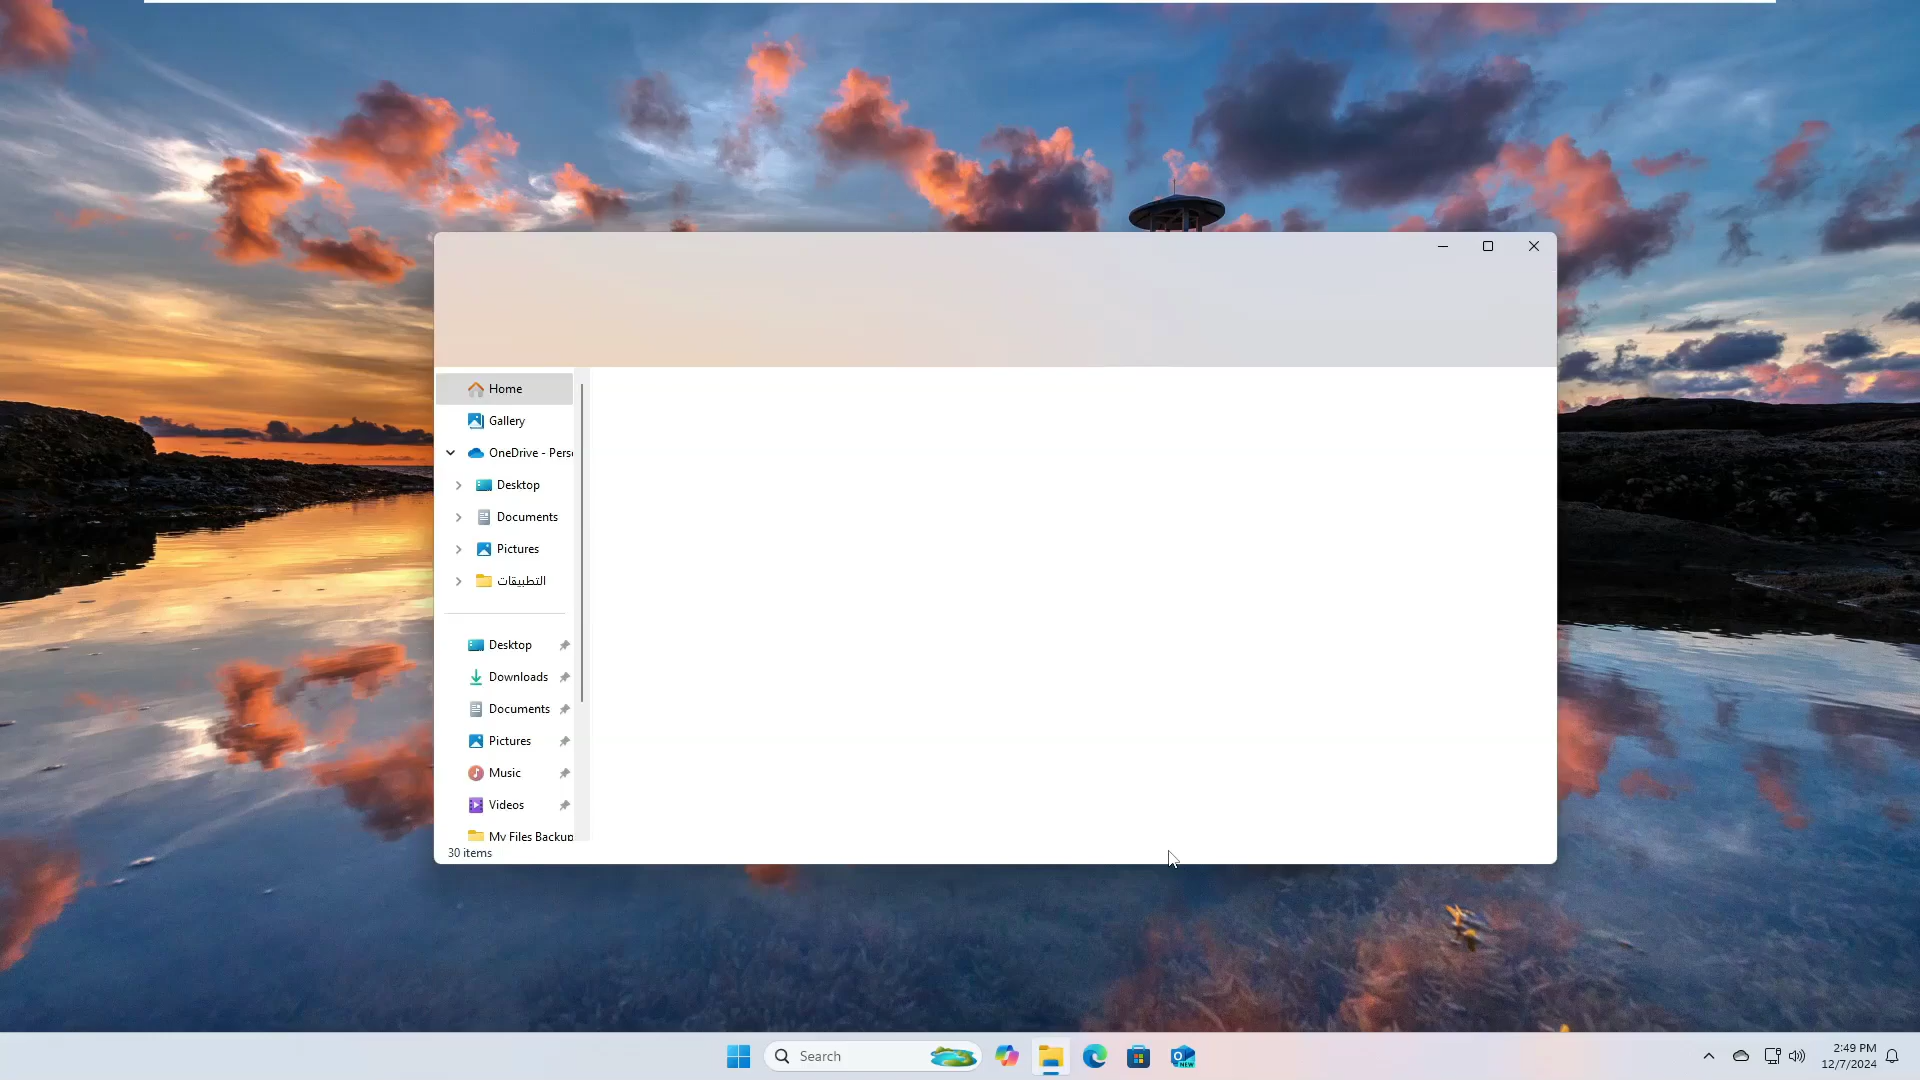 Home
Gallery
OneDrive - Pers
Desktop
Documents
Pictures
التطبيقات
Desktop
Downloads
Documents
Pictures
Music
Videos
My Files Backup
30 items
Search
NEW
2:49 PM
12/7/2024